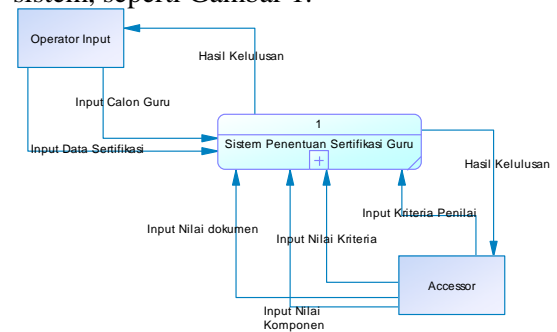 sistem, seperti Gambar 1.
Operator Input
Hasil Kelulusan
Input Calon Guru
1
Input Data Sertifikasi
Sistem Penentuan Sertifikasi Guru
Hasil Kelulusan
Input Kriteria Penilai
Input Nilai dokumen
Input Nilai Kriteria
Accessor
Input Nilai
Komponen